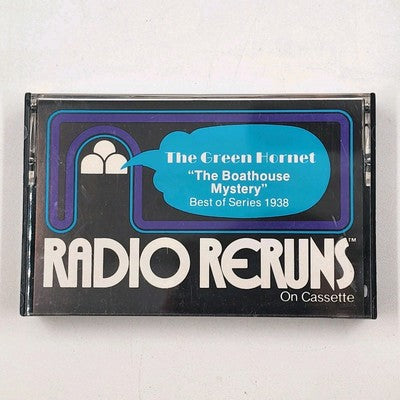 The Green Hornet
“The Boathouse
Mystery”
Best of Series 1938
RADIO RERUNS™
On Cassette